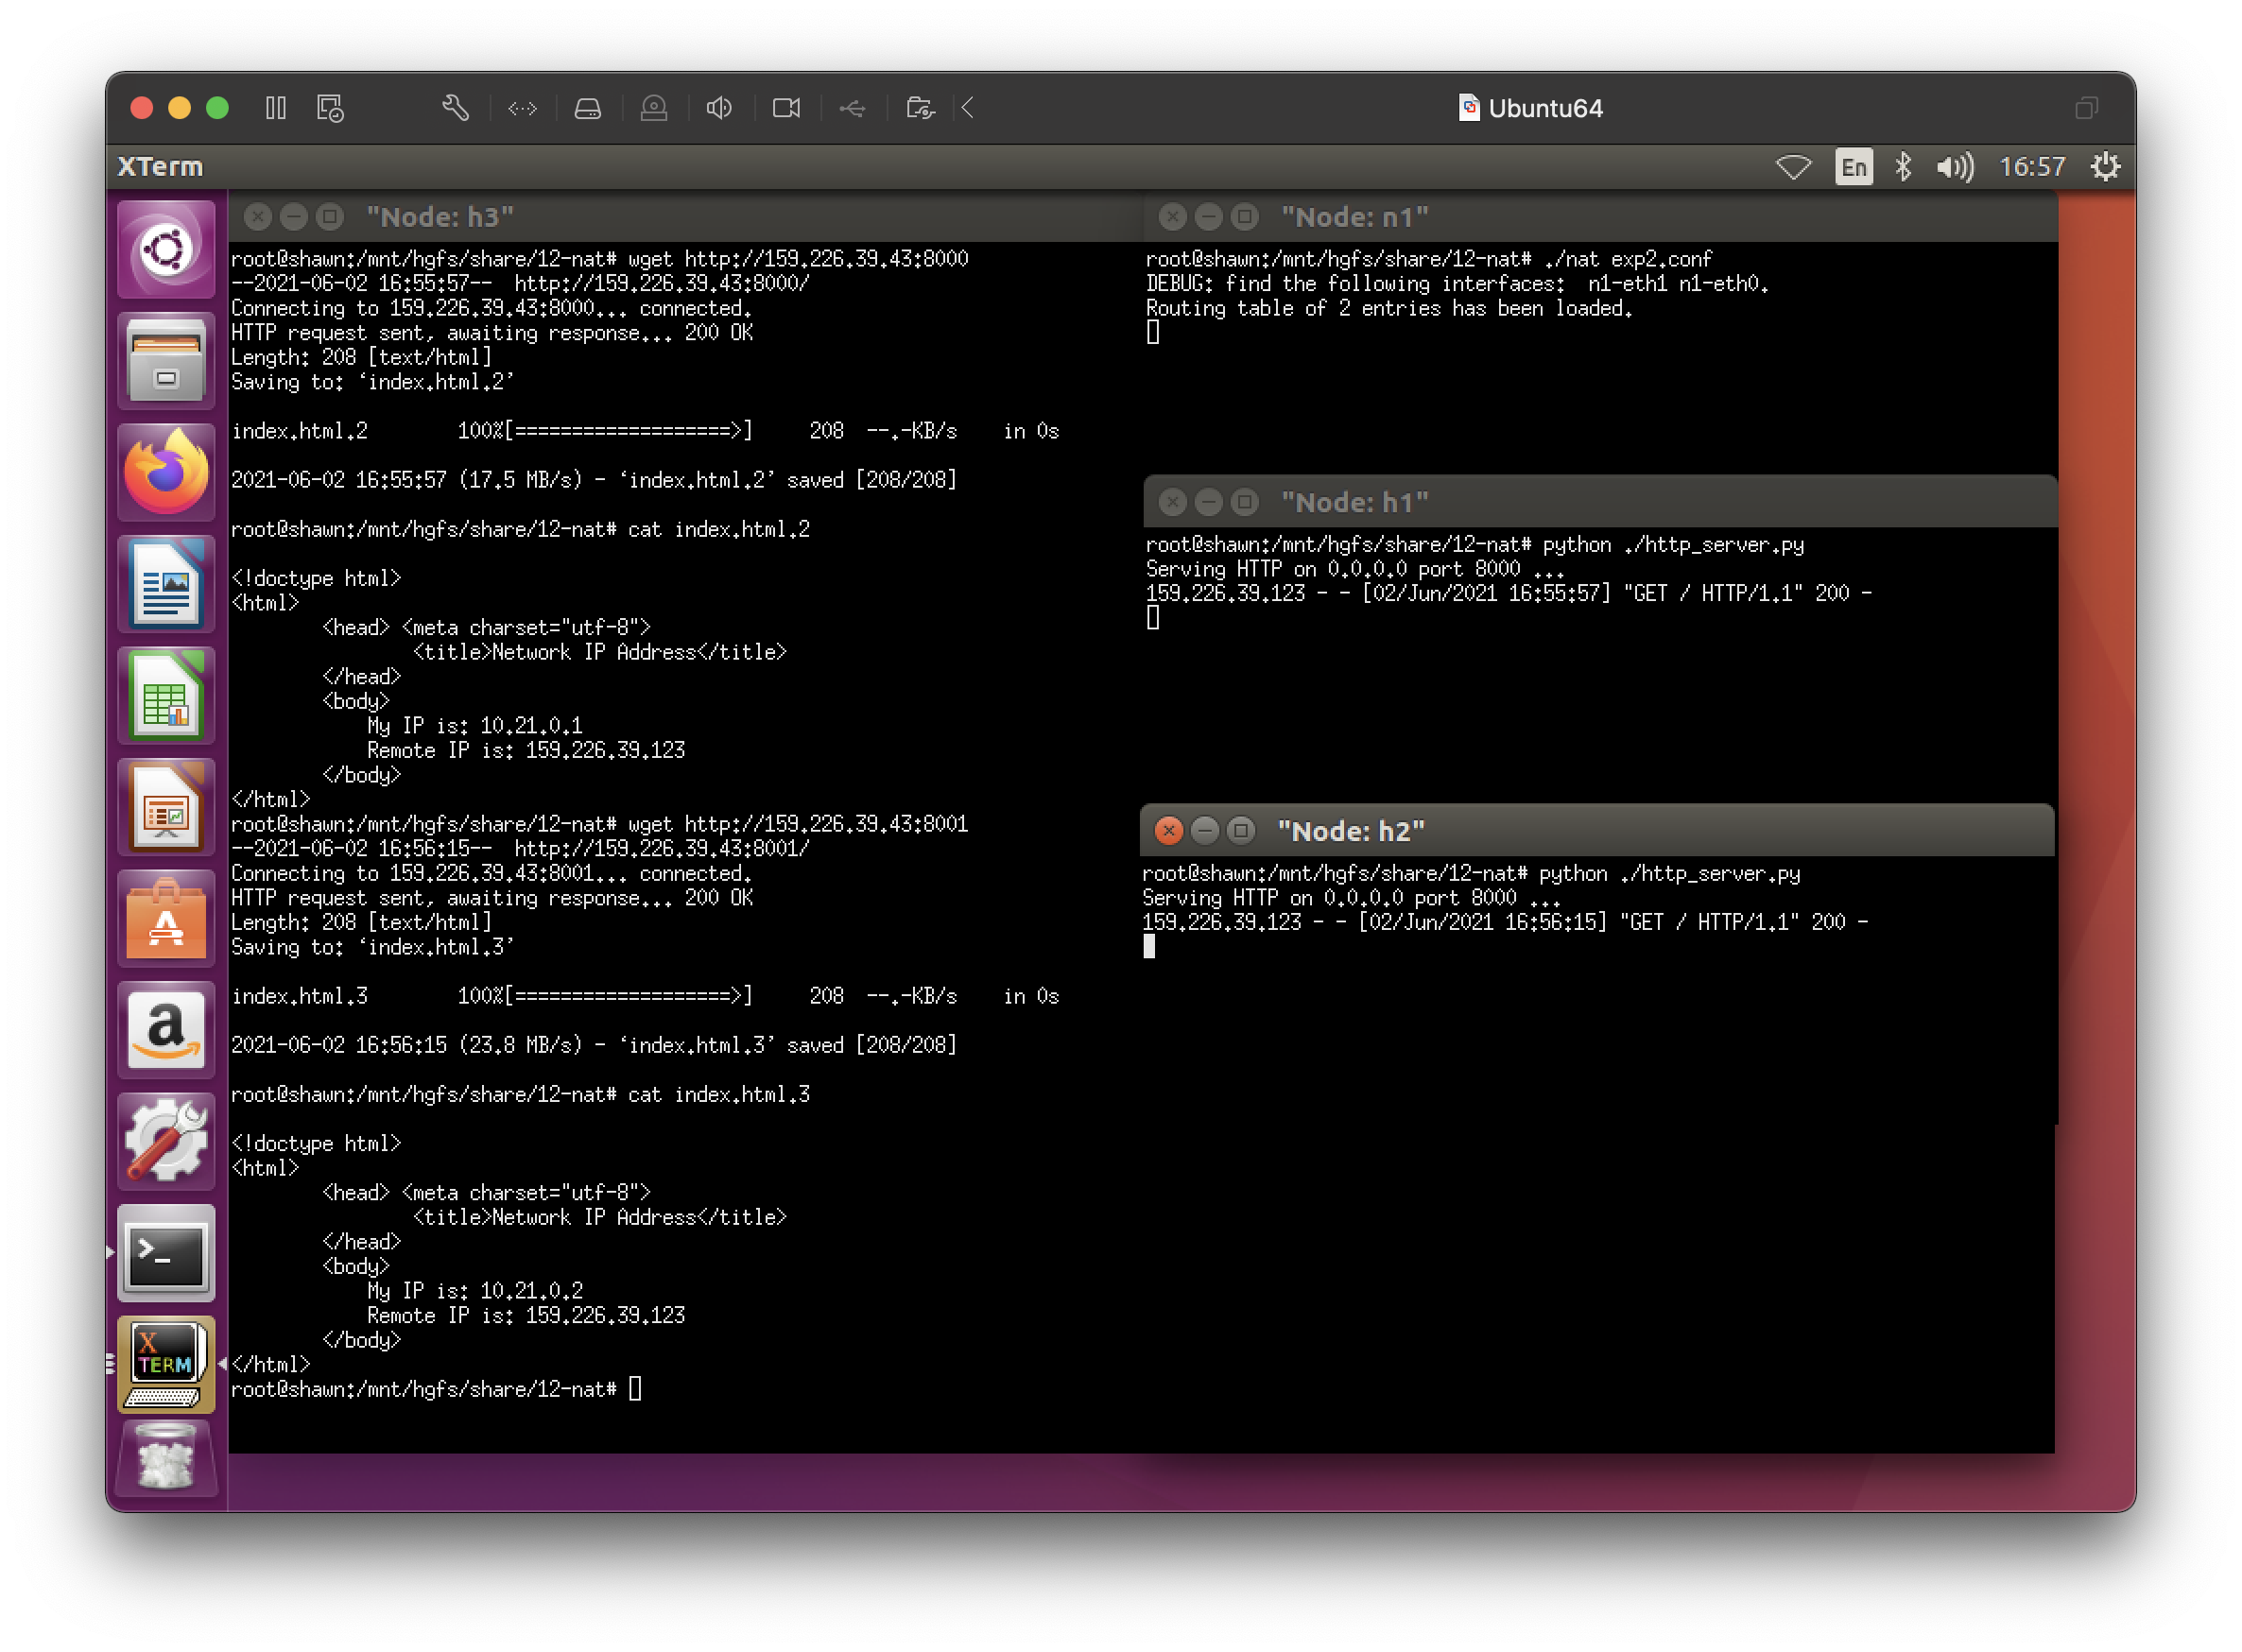 Ubuntu64
XTerm
En
16:57
"Node: h3"
root@shawn:/mnt/hgfs/share/12-nat# wget http://159.226.39.43:8000
--2021-06-02 16:55:57--  http://159.226.39.43:8000/
Connecting to 159.226.39.43:8000... connected.
HTTP request sent, awaiting response... 200 OK
Length: 208 [text/html]
Saving to: ‘index.html.2’
index.html.2        100%[===================>]     208  --.-KB/s    in 0s
2021-06-02 16:55:57 (17.5 MB/s) - ‘index.html.2’ saved [208/208]
root@shawn:/mnt/hgfs/share/12-nat# cat index.html.2
<!doctype html>
<html>
        <head> <meta charset="utf-8">
                <title>Network IP Address</title>
        </head>
        <body>
            My IP is: 10.21.0.1
            Remote IP is: 159.226.39.123
        </body>
</html>
root@shawn:/mnt/hgfs/share/12-nat# wget http://159.226.39.43:8001
--2021-06-02 16:56:15--  http://159.226.39.43:8001/
Connecting to 159.226.39.43:8001... connected.
HTTP request sent, awaiting response... 200 OK
Length: 208 [text/html]
Saving to: ‘index.html.3’
index.html.3        100%[===================>]     208  --.-KB/s    in 0s
2021-06-02 16:56:15 (23.8 MB/s) - ‘index.html.3’ saved [208/208]
root@shawn:/mnt/hgfs/share/12-nat# cat index.html.3
<!doctype html>
<html>
        <head> <meta charset="utf-8">
                <title>Network IP Address</title>
        </head>
        <body>
            My IP is: 10.21.0.2
            Remote IP is: 159.226.39.123
        </body>
</html>
root@shawn:/mnt/hgfs/share/12-nat#
"Node: n1"
root@shawn:/mnt/hgfs/share/12-nat# ./nat exp2.conf
DEBUG: find the following interfaces:  n1-eth1 n1-eth0.
Routing table of 2 entries has been loaded.
"Node: h1"
root@shawn:/mnt/hgfs/share/12-nat# python ./http_server.py
Serving HTTP on 0.0.0.0 port 8000 ...
159.226.39.123 - - [02/Jun/2021 16:55:57] "GET / HTTP/1.1" 200 -
"Node: h2"
root@shawn:/mnt/hgfs/share/12-nat# python ./http_server.py
Serving HTTP on 0.0.0.0 port 8000 ...
159.226.39.123 - - [02/Jun/2021 16:56:15] "GET / HTTP/1.1" 200 -
A
a
>_
X
TERM